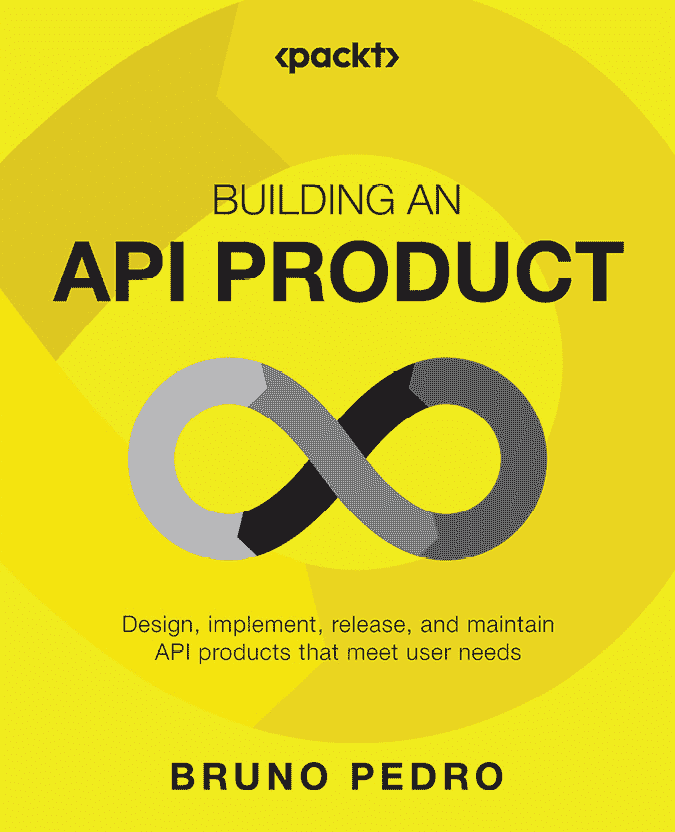 <packt>
BUILDING AN
API PRODUCT
Design, implement, release, and maintain
API products that meet user needs
BRUNO PEDRO